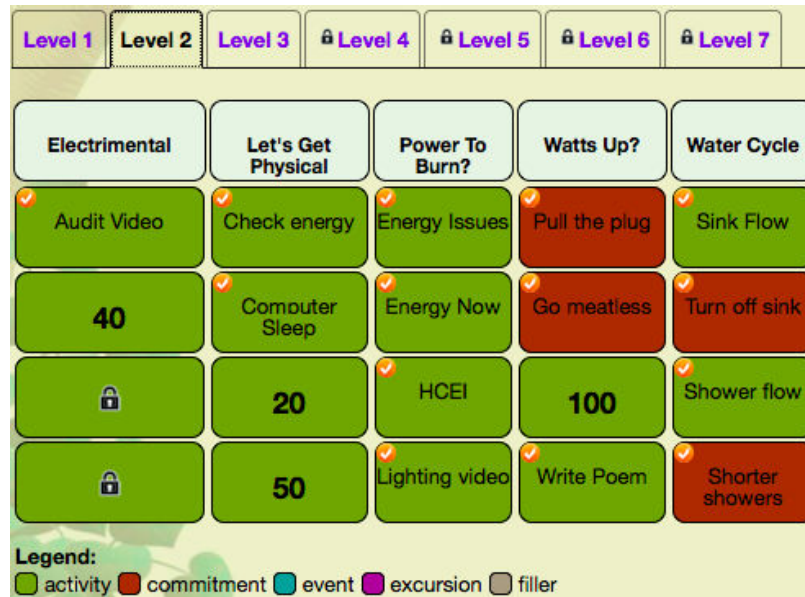 Level 1 Level 2 Level 3 Level 4 Level 5 Level 6 Level 7
Electrimental Let's Get Physical Power To Burn? Watts Up? Water Cycle
Audit Video Check energy Energy Issues Pull the plug Sink Flow
40 Computer Sleep Energy Now Go meatless Turn off sink
20 HCEI 100 Shower flow
50 Lighting video Write Poem Shorter showers
Legend:
activity commitment event excursion filler